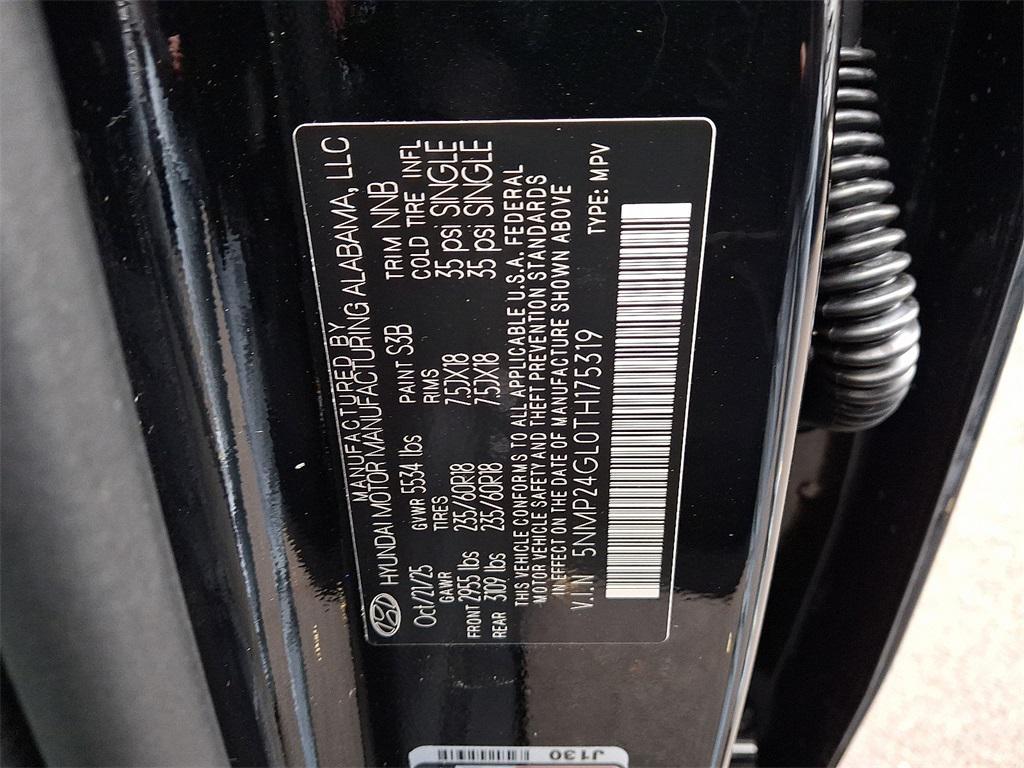 MANUFACTURED BY
HYUNDAI MOTOR MANUFACTURING ALABAMA, LLC
Oct/21/25 GVWR 5534 lbs PAINT S3B TRIM NNB
GAWR TIRES RIMS COLD TIRE INFL
FRONT 2955 lbs 235/60R18 7.5JX18 35 psi SINGLE
REAR 3109 lbs 235/60R18 7.5JX18 35 psi SINGLE
THIS VEHICLE CONFORMS TO ALL APPLICABLE U.S.A. FEDERAL
MOTOR VEHICLE SAFETY AND THEFT PREVENTION STANDARDS
IN EFFECT ON THE DATE OF MANUFACTURE SHOWN ABOVE
V.I.N 5NMP24GL0TH175319 TYPE: MPV
J130